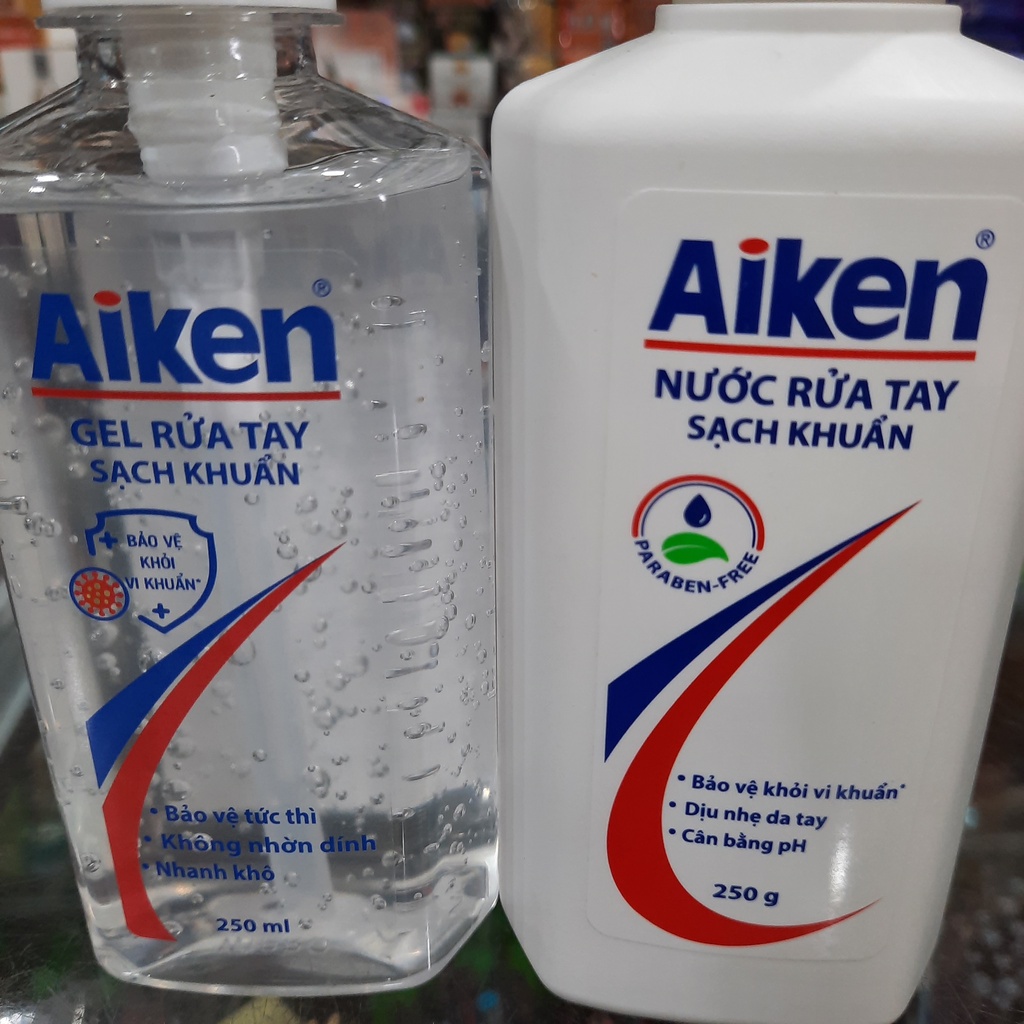 Aiken®
GEL RỬA TAY
SẠCH KHUẨN
BẢO VỆ
KHỎI
VI KHUẨN*
• Bảo vệ tức thì
• Không nhờn dính
• Nhanh khô
250 ml
Aiken®
NƯỚC RỬA TAY
SẠCH KHUẨN
PARABEN-FREE
• Bảo vệ khỏi vi khuẩn*
• Dịu nhẹ da tay
• Cân bằng pH
250 g